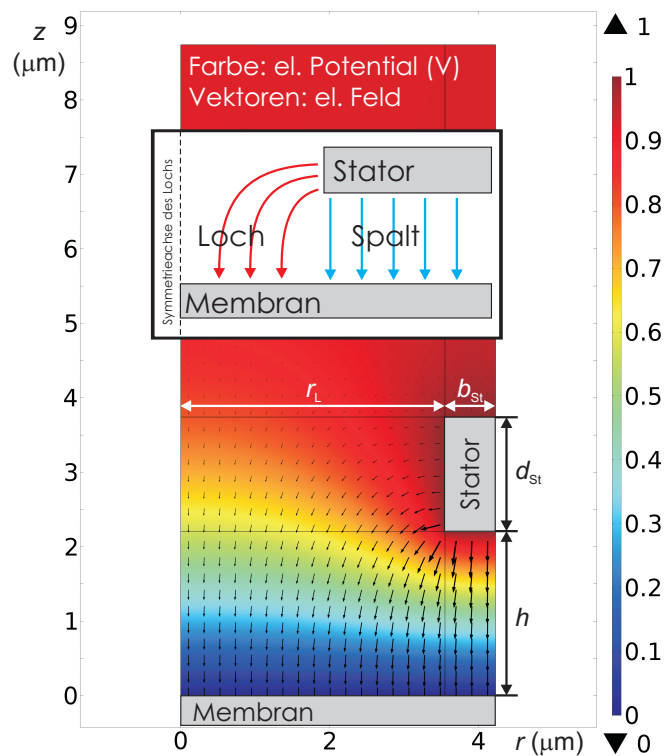 z
(μm)
9
8
7
6
5
4
3
2
1
0
Farbe: el. Potential (V)
Vektoren: el. Feld
Symmetrieachse des Lochs
Stator
Loch
Spalt
Membran
r_L
b_St
Stator
d_St
h
Membran
0
2
4
r (μm)
▲ 1
1
0.9
0.8
0.7
0.6
0.5
0.4
0.3
0.2
0.1
0
▼ 0